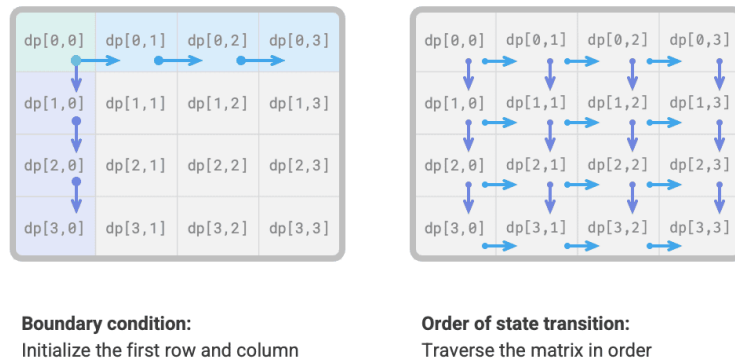 dp[0,0] dp[0,1] dp[0,2] dp[0,3]
dp[1,0] dp[1,1] dp[1,2] dp[1,3]
dp[2,0] dp[2,1] dp[2,2] dp[2,3]
dp[3,0] dp[3,1] dp[3,2] dp[3,3]
Boundary condition:
Initialize the first row and column
dp[0,0] dp[0,1] dp[0,2] dp[0,3]
dp[1,0] dp[1,1] dp[1,2] dp[1,3]
dp[2,0] dp[2,1] dp[2,2] dp[2,3]
dp[3,0] dp[3,1] dp[3,2] dp[3,3]
Order of state transition:
Traverse the matrix in order